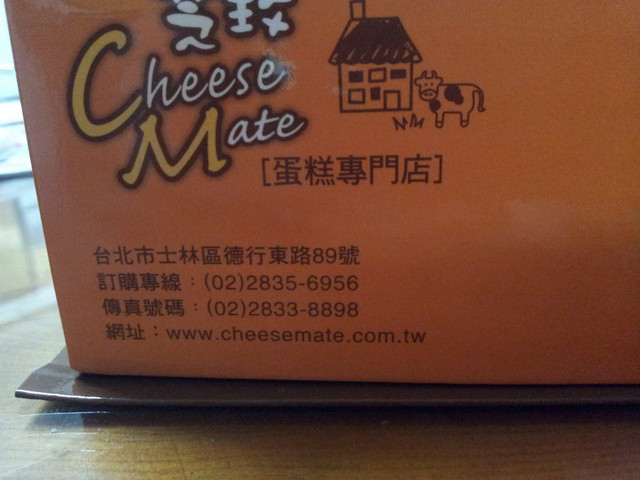 芝玫
Cheese
Mate
[蛋糕專門店]
台北市士林區德行東路89號
訂購專線：(02)2835-6956
傳真號碼：(02)2833-8898
網址：www.cheesemate.com.tw